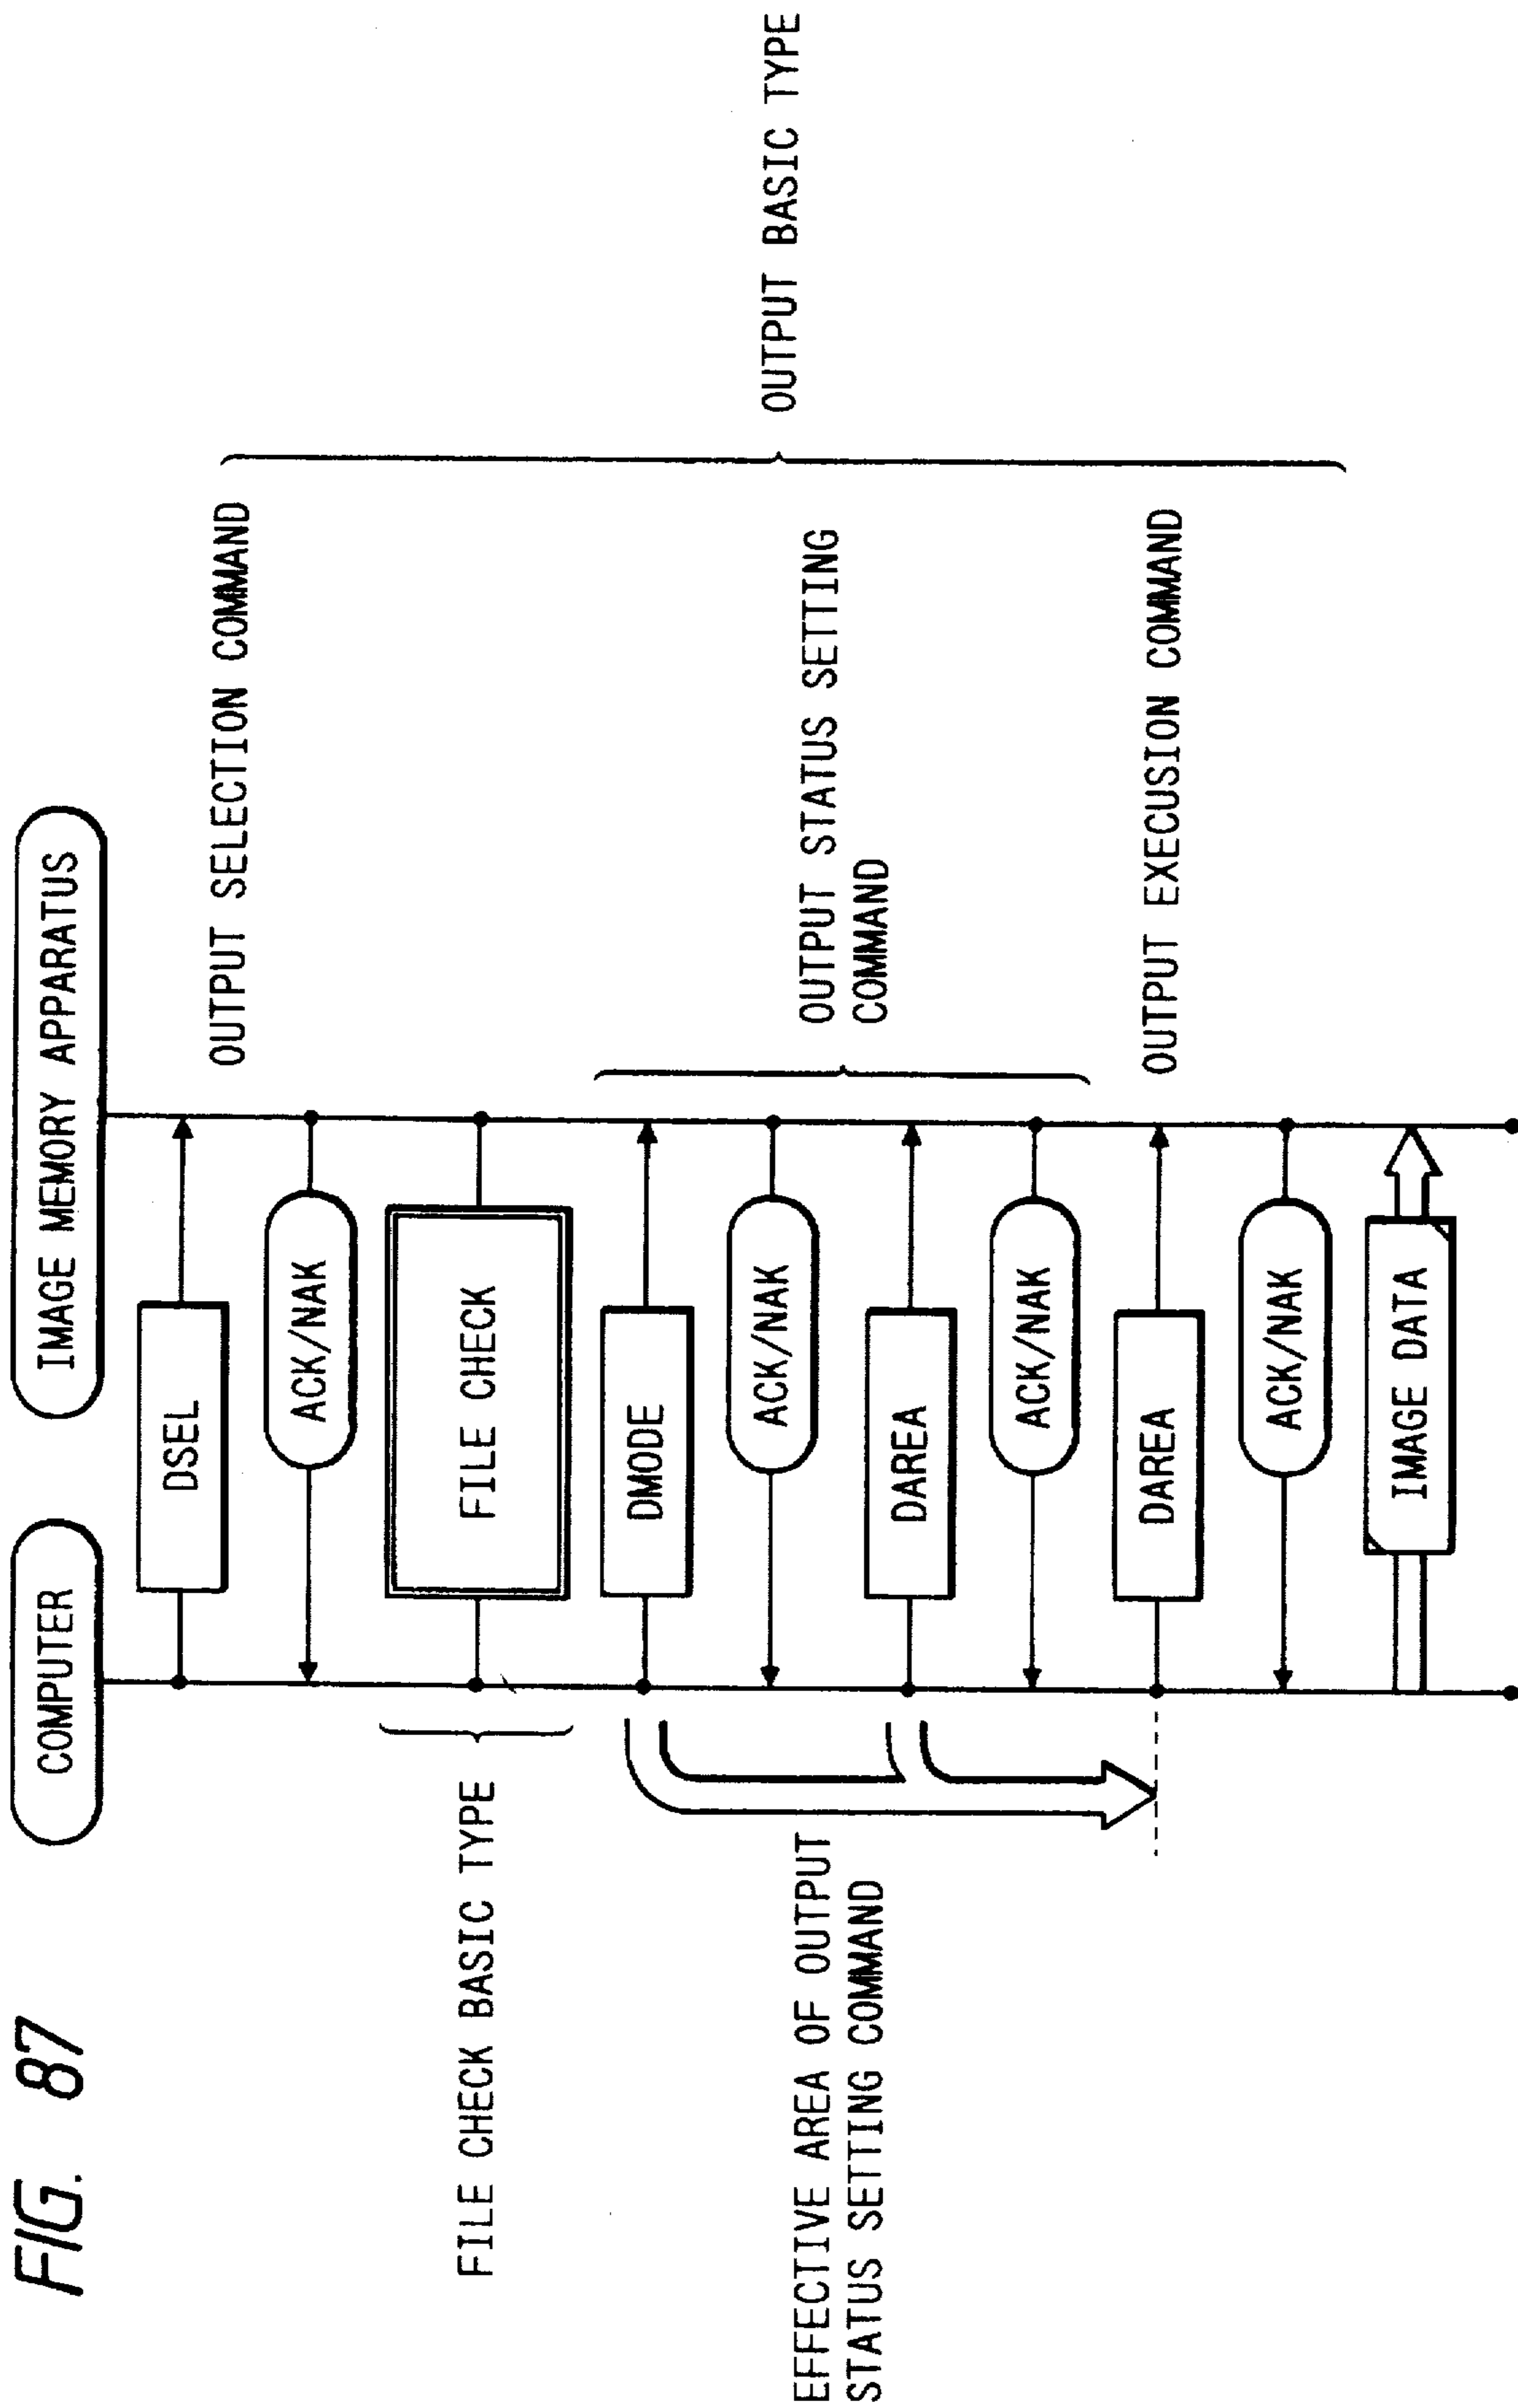 FIG. 87
COMPUTER
IMAGE MEMORY APPARATUS
DSEL
OUTPUT SELECTION COMMAND
ACK/NAK
FILE CHECK BASIC TYPE
FILE CHECK
DMODE
ACK/NAK
EFFECTIVE AREA OF OUTPUT
STATUS SETTING COMMAND
OUTPUT STATUS SETTING
COMMAND
OUTPUT BASIC TYPE
DAREA
ACK/NAK
DAREA
OUTPUT EXECUSION COMMAND
ACK/NAK
IMAGE DATA